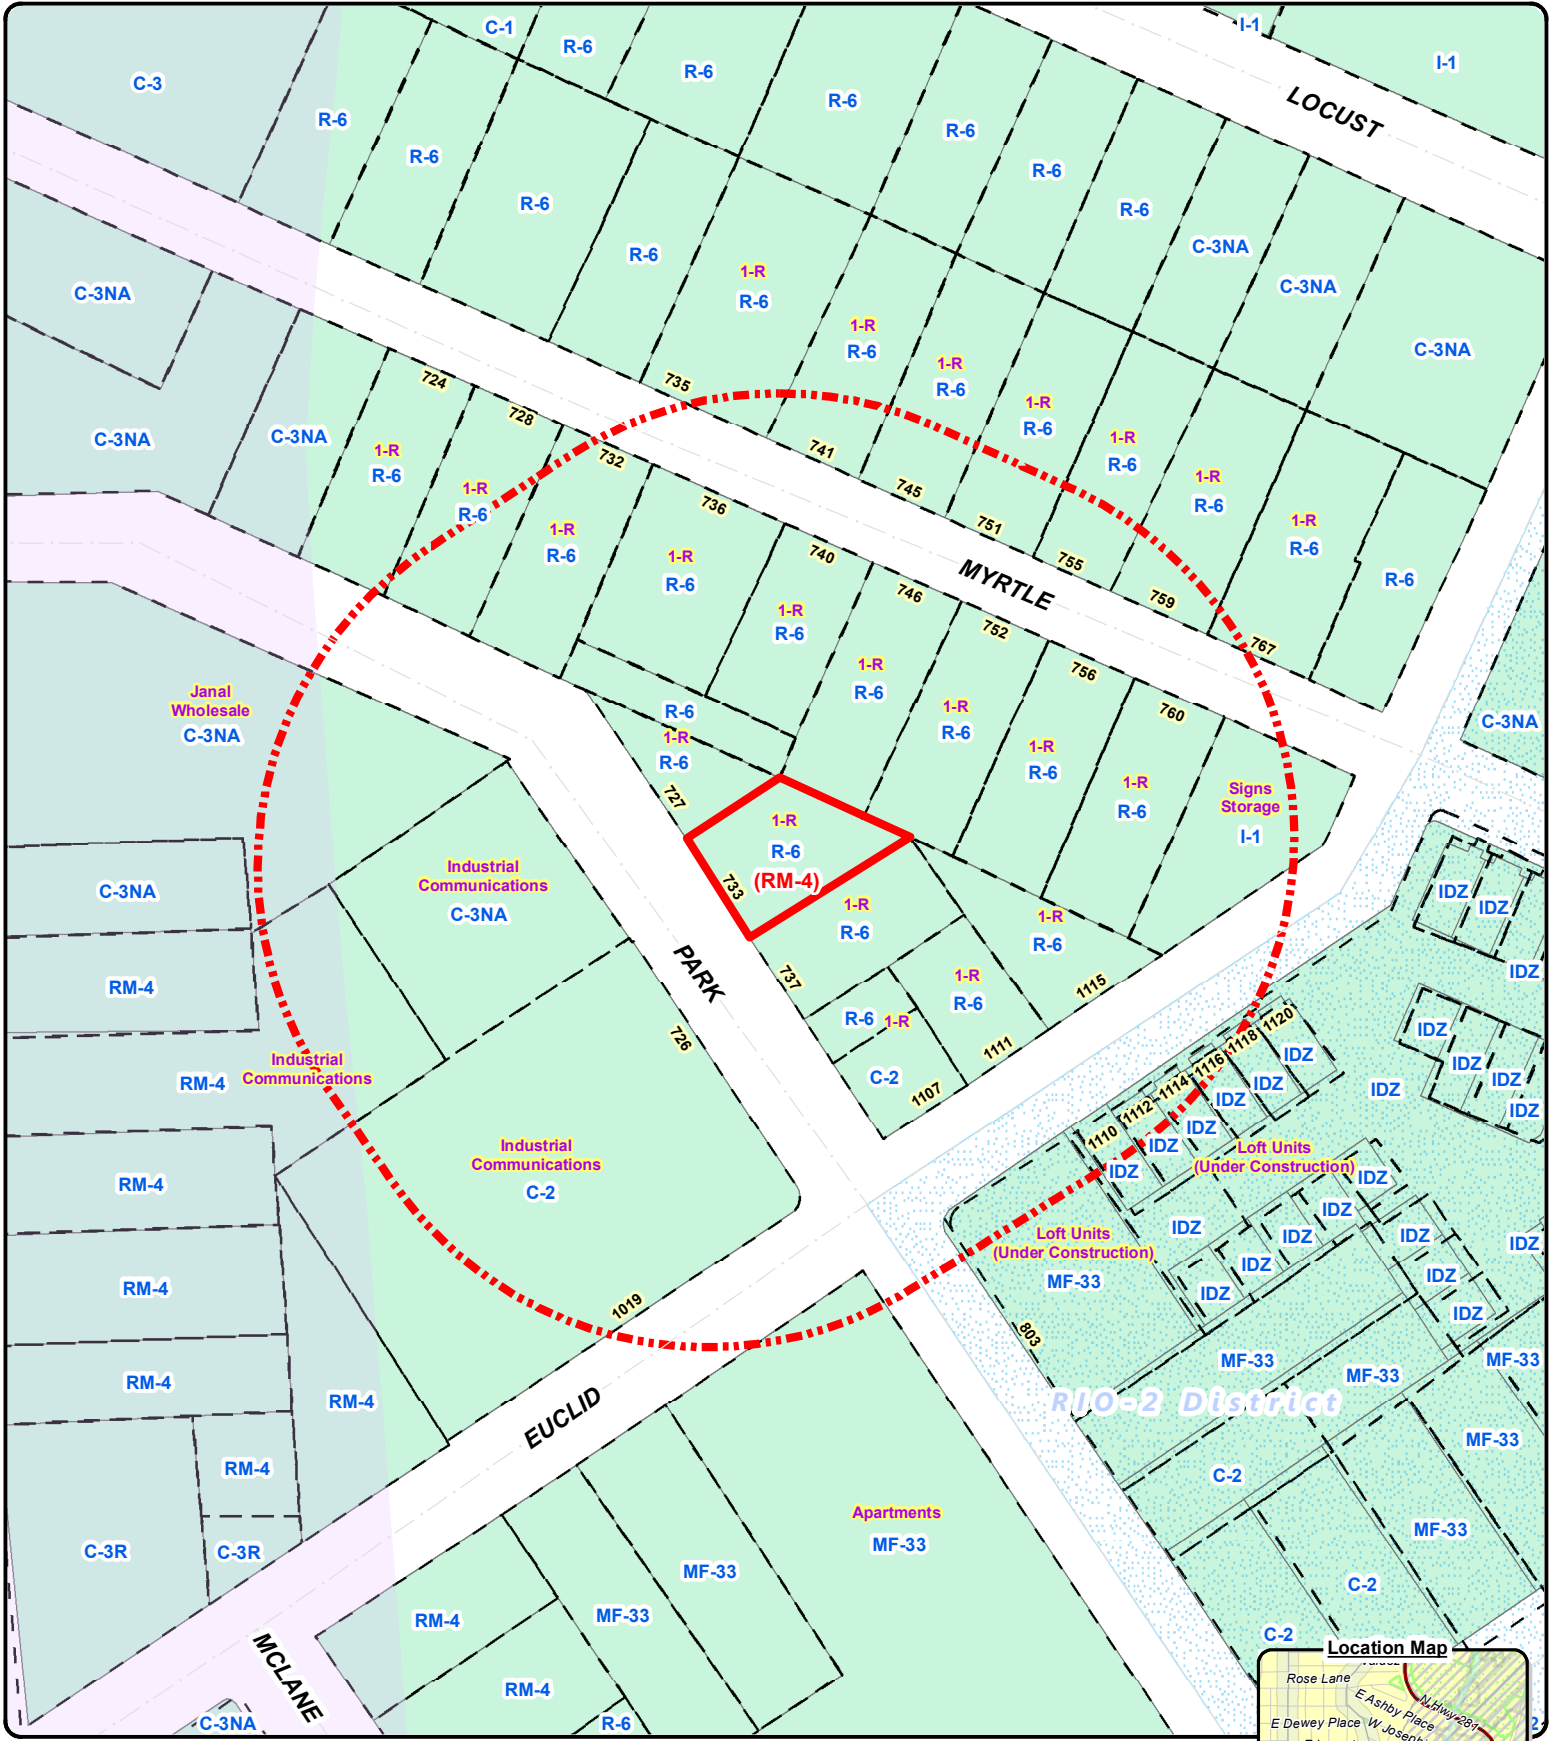 C-1
I-1
R-6
I-1
R-6
C-3
R-6
LOCUST
R-6
R-6
R-6
R-6
R-6
R-6
C-3NA
R-6
1-R
R-6
C-3NA
C-3NA
1-R
R-6
C-3NA
1-R
R-6
735
724
1-R
R-6
728
C-3NA
C-3NA
1-R
R-6
741
1-R
R-6
732
1-R
R-6
745
1-R
R-6
736
751
1-R
R-6
1-R
R-6
740
755
1-R
R-6
MYRTLE
R-6
746
759
1-R
R-6
752
767
1-R
R-6
756
Janal
Wholesale
C-3NA
R-6
1-R
R-6
1-R
R-6
760
C-3NA
1-R
R-6
727
1-R
R-6
Signs
Storage
I-1
1-R
R-6
(RM-4)
733
Industrial
Communications
C-3NA
C-3NA
IDZ
IDZ
1-R
R-6
1-R
R-6
PARK
737
IDZ
RM-4
1-R
R-6
1115
R-6
1-R
726
1111
1120
1118
1116
1114
1112
1110
IDZ
IDZ
IDZ
IDZ
IDZ
IDZ
IDZ
IDZ
IDZ
IDZ
IDZ
Industrial
Communications
RM-4
C-2
1107
Industrial
Communications
C-2
Loft Units
(Under Construction)
IDZ
RM-4
IDZ
IDZ
IDZ
IDZ
IDZ
IDZ
IDZ
IDZ
IDZ
Loft Units
(Under Construction)
MF-33
RM-4
1019
803
MF-33
MF-33
MF-33
RM-4
RM-4
RIO-2 District
EUCLID
MF-33
RM-4
C-2
Apartments
MF-33
MF-33
C-3R
C-3R
MF-33
C-2
MF-33
RM-4
C-2
MCLANE
RM-4
C-3NA
R-6
Location Map
Rose Lane
E Ashby Place
N Hwy 281
E Dewey Place